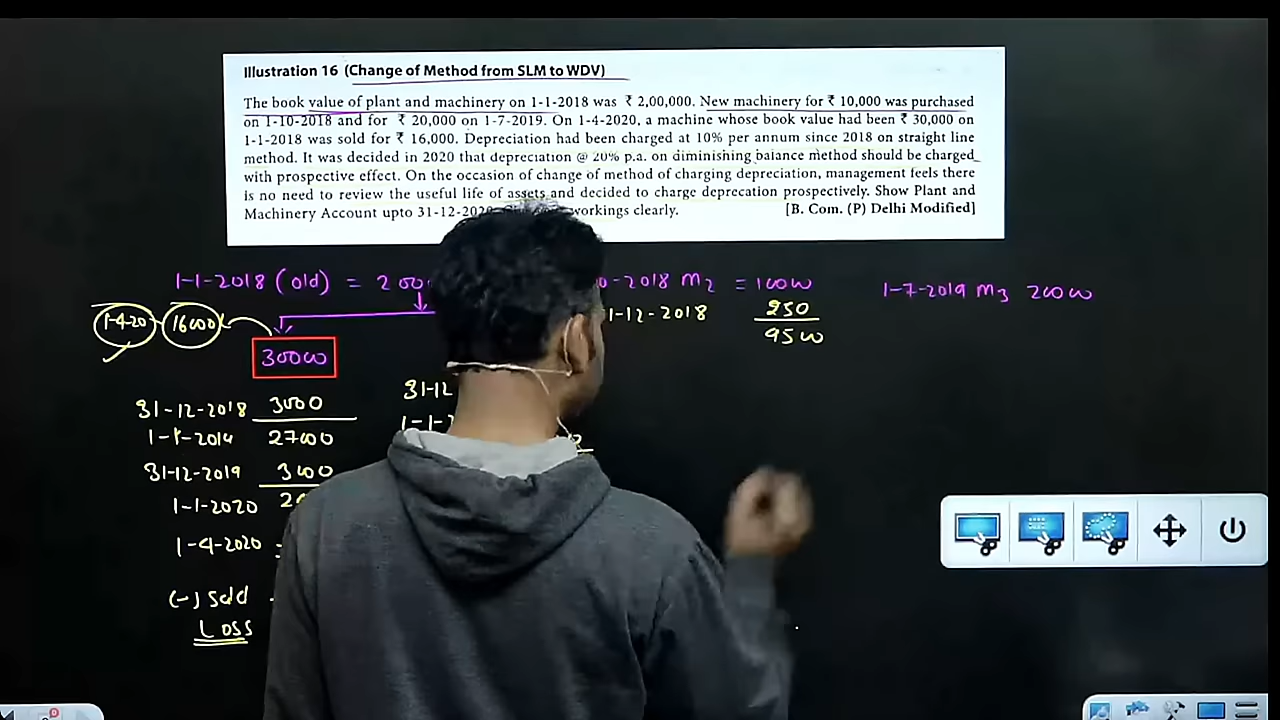 Illustration 16 (Change of Method from SLM to WDV)
The book value of plant and machinery on 1-1-2018 was ₹ 2,00,000. New machinery for ₹ 10,000 was purchased
on 1-10-2018 and for ₹ 20,000 on 1-7-2019. On 1-4-2020, a machine whose book value had been ₹ 30,000 on
1-1-2018 was sold for ₹ 16,000. Depreciation had been charged at 10% per annum since 2018 on straight line
method. It was decided in 2020 that depreciation @ 20% p.a. on diminishing balance method should be charged
with prospective effect. On the occasion of change of method of charging depreciation, management feels there
is no need to review the useful life of assets and decided to charge deprecation prospectively. Show Plant and
Machinery Account upto 31-12-2020. workings clearly.
[B. Com. (P) Delhi Modified]
1-1-2018 (old) = 200
-2018 M2 = 10000
1-7-2019 M3 20000
1-4-20 16000
1-12-2018 250
9500
30000
31-12-2018 3000
31-12
27000
1-1-
31-12-2019 3000
1-1-2020 2
1-4-2020 =
(-) Sold
Loss